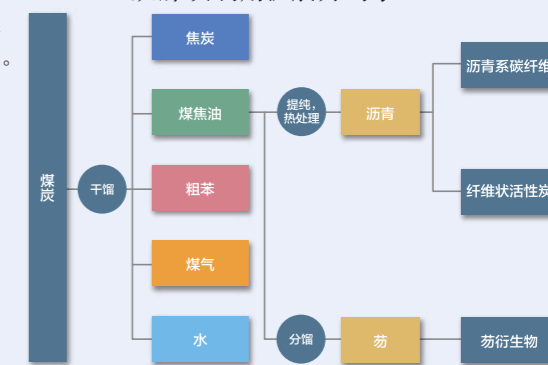 。
焦炭
沥青系碳纤维
煤焦油
提纯，
热处理
沥青
煤炭
干馏
粗苯
纤维状活性炭
煤气
水
分馏
芴
芴衍生物